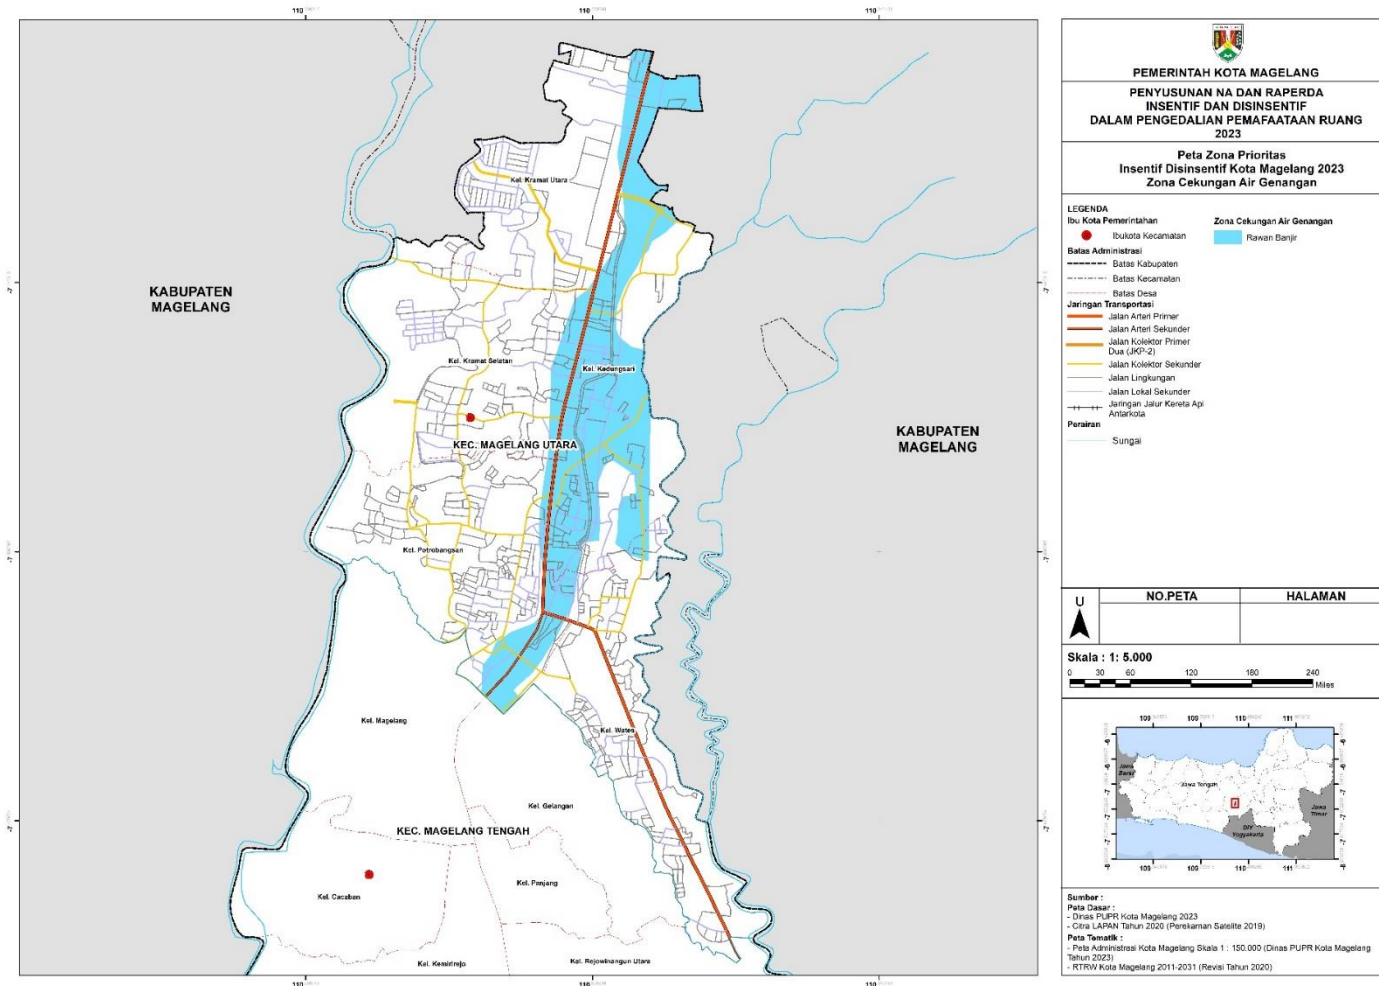 KABUPATEN
MAGELANG
KABUPATEN
MAGELANG
Kel. Kramat Utara
Kel. Kramat Selatan
Kel. Kedungsari
KEC. MAGELANG UTARA
Kel. Potrobangsan
Kel. Magelang
Kel. Wates
Kel. Gelangan
KEC. MAGELANG TENGAH
Kel. Cacaban
Kel. Panjang
Kel. Kemirirejo
Kel. Rejowinangun Utara
PEMERINTAH KOTA MAGELANG
PENYUSUNAN NA DAN RAPERDA
INSENTIF DAN DISINSENTIF
DALAM PENGEDALIAN PEMAFAATAAN RUANG
2023
Peta Zona Prioritas
Insentif Disinsentif Kota Magelang 2023
Zona Cekungan Air Genangan
LEGENDA
Ibu Kota Pemerintahan
Ibukota Kecamatan
Batas Administrasi
Batas Kabupaten
Batas Kecamatan
Batas Desa
Jaringan Transportasi
Jalan Arteri Primer
Jalan Arteri Sekunder
Jalan Kolektor Primer
Dua (JKP-2)
Jalan Kolektor Sekunder
Jalan Lingkungan
Jalan Lokal Sekunder
Jaringan Jalur Kereta Api
Antarkota
Perairan
Sungai
Zona Cekungan Air Genangan
Rawan Banjir
U
NO.PETA
HALAMAN
Skala : 1: 5.000
0 30 60 120 180 240
Miles
Jawa
Barat
Jawa Tengah
DIY
Yogyakarta
Jawa
Timur
Sumber :
Peta Dasar :
- Dinas PUPR Kota Magelang 2023
- Citra LAPAN Tahun 2020 (Perekaman Satelite 2019)
Peta Tematik :
- Peta Administrasi Kota Magelang Skala 1 : 150.000 (Dinas PUPR Kota Magelang
Tahun 2023)
- RTRW Kota Magelang 2011-2031 (Revisi Tahun 2020)